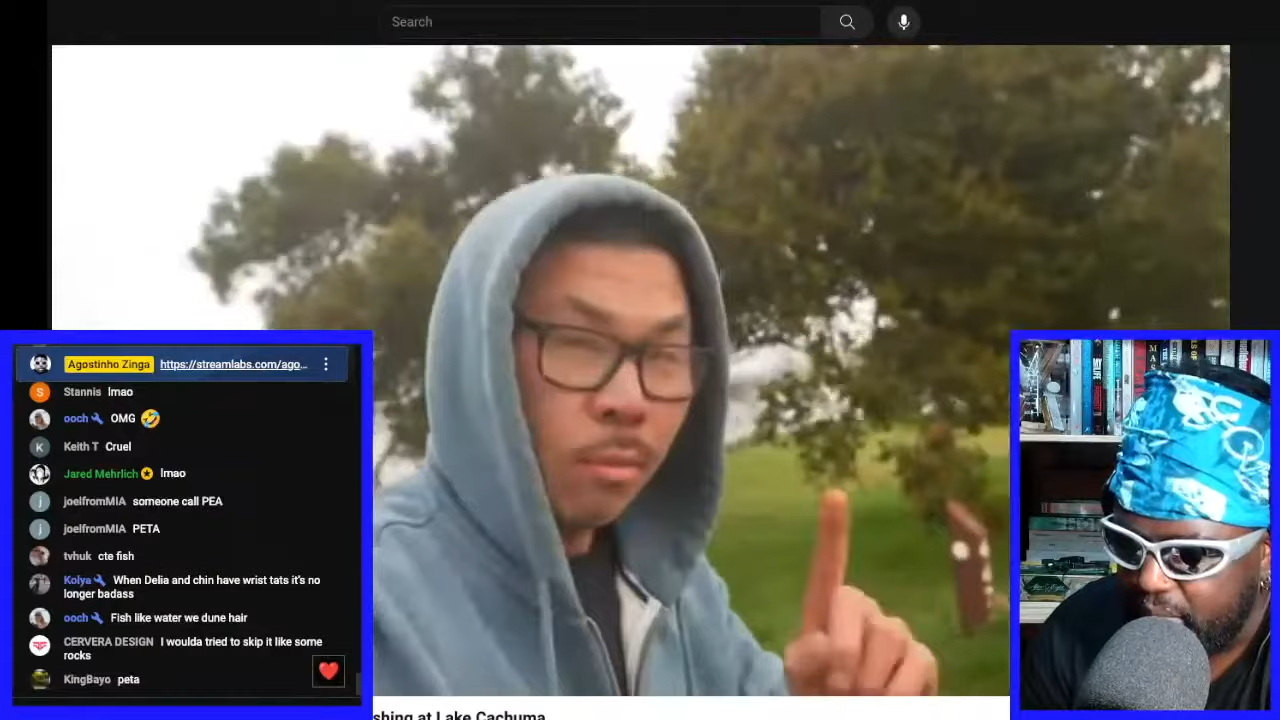 Search
Agostinho Zinga https://streamlabs.com/ago...
Stannis lmao
ooch OMG 🤣
Keith T Cruel
Jared Mehrlich lmao
joelfromMIA someone call PEA
joelfromMIA PETA
tvhuk cte fish
Kolya When Delia and chin have wrist tats it's no
longer badass
ooch Fish like water we dune hair
CERVERA DESIGN I woulda tried to skip it like some
rocks
KingBayo peta
shing at Lake Cachuma